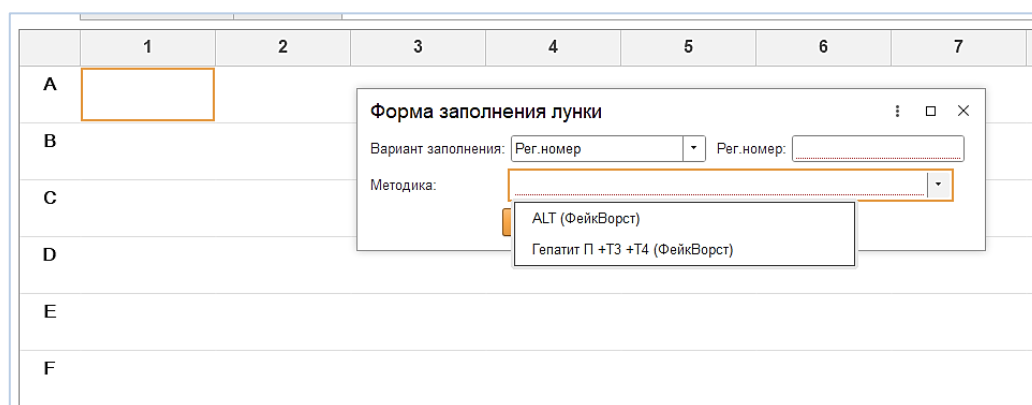 1 2 3 4 5 6 7
A
Форма заполнения лунки
B
Вариант заполнения: Рег.номер Рег.номер:
Методика:
C
ALT (ФейкВорст)
Гепатит П +Т3 +Т4 (ФейкВорст)
D
E
F